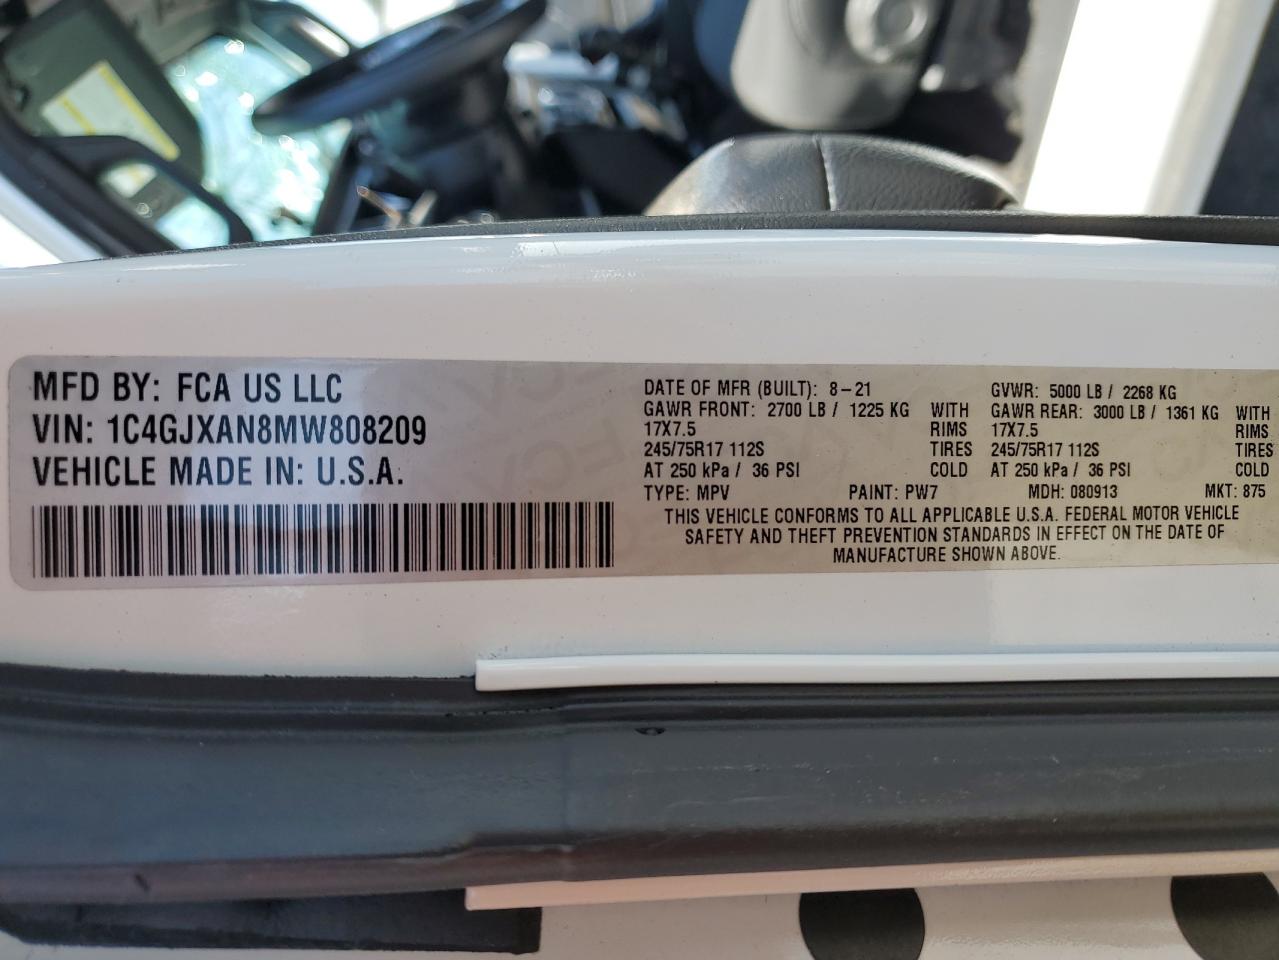 MFD BY: FCA US LLC
VIN: 1C4GJXAN8MW808209
VEHICLE MADE IN: U.S.A.
DATE OF MFR (BUILT): 8-21 GVWR: 5000 LB / 2268 KG
GAWR FRONT: 2700 LB / 1225 KG WITH GAWR REAR: 3000 LB / 1361 KG WITH
17X7.5 RIMS 17X7.5 RIMS
245/75R17 112S TIRES 245/75R17 112S TIRES
AT 250 kPa / 36 PSI COLD AT 250 kPa / 36 PSI COLD
TYPE: MPV PAINT: PW7 MDH: 080913 MKT: 875
THIS VEHICLE CONFORMS TO ALL APPLICABLE U.S.A. FEDERAL MOTOR VEHICLE
SAFETY AND THEFT PREVENTION STANDARDS IN EFFECT ON THE DATE OF
MANUFACTURE SHOWN ABOVE.